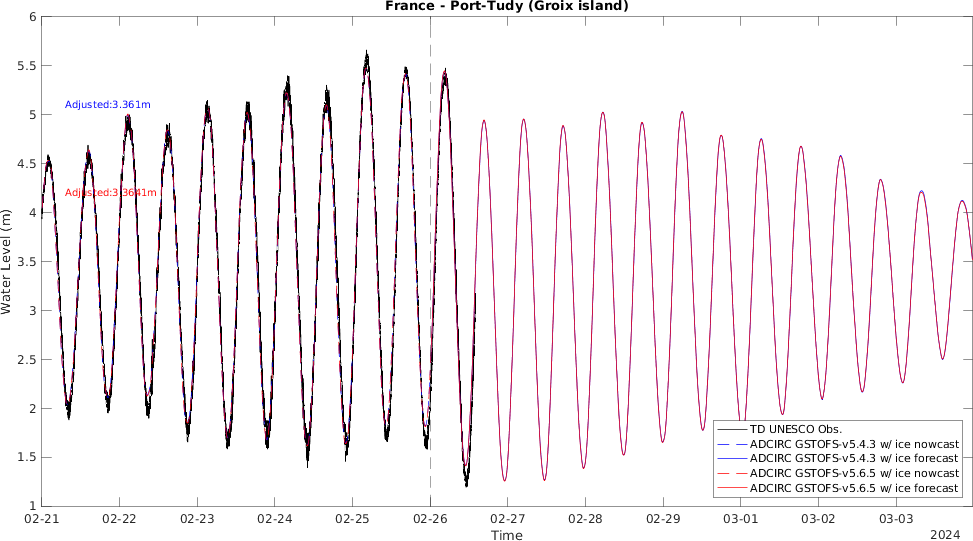 France - Port-Tudy (Groix island)
6
5.5
5
4.5
4
3.5
3
2.5
2
1.5
1
Water Level (m)
Adjusted:3.361m
Adjusted:3.3641m
TD UNESCO Obs.
ADCIRC GSTOFS-v5.4.3 w/ ice nowcast
ADCIRC GSTOFS-v5.4.3 w/ ice forecast
ADCIRC GSTOFS-v5.6.5 w/ ice nowcast
ADCIRC GSTOFS-v5.6.5 w/ ice forecast
02-21 02-22 02-23 02-24 02-25 02-26 02-27 02-28 02-29 03-01 03-02 03-03
Time
2024